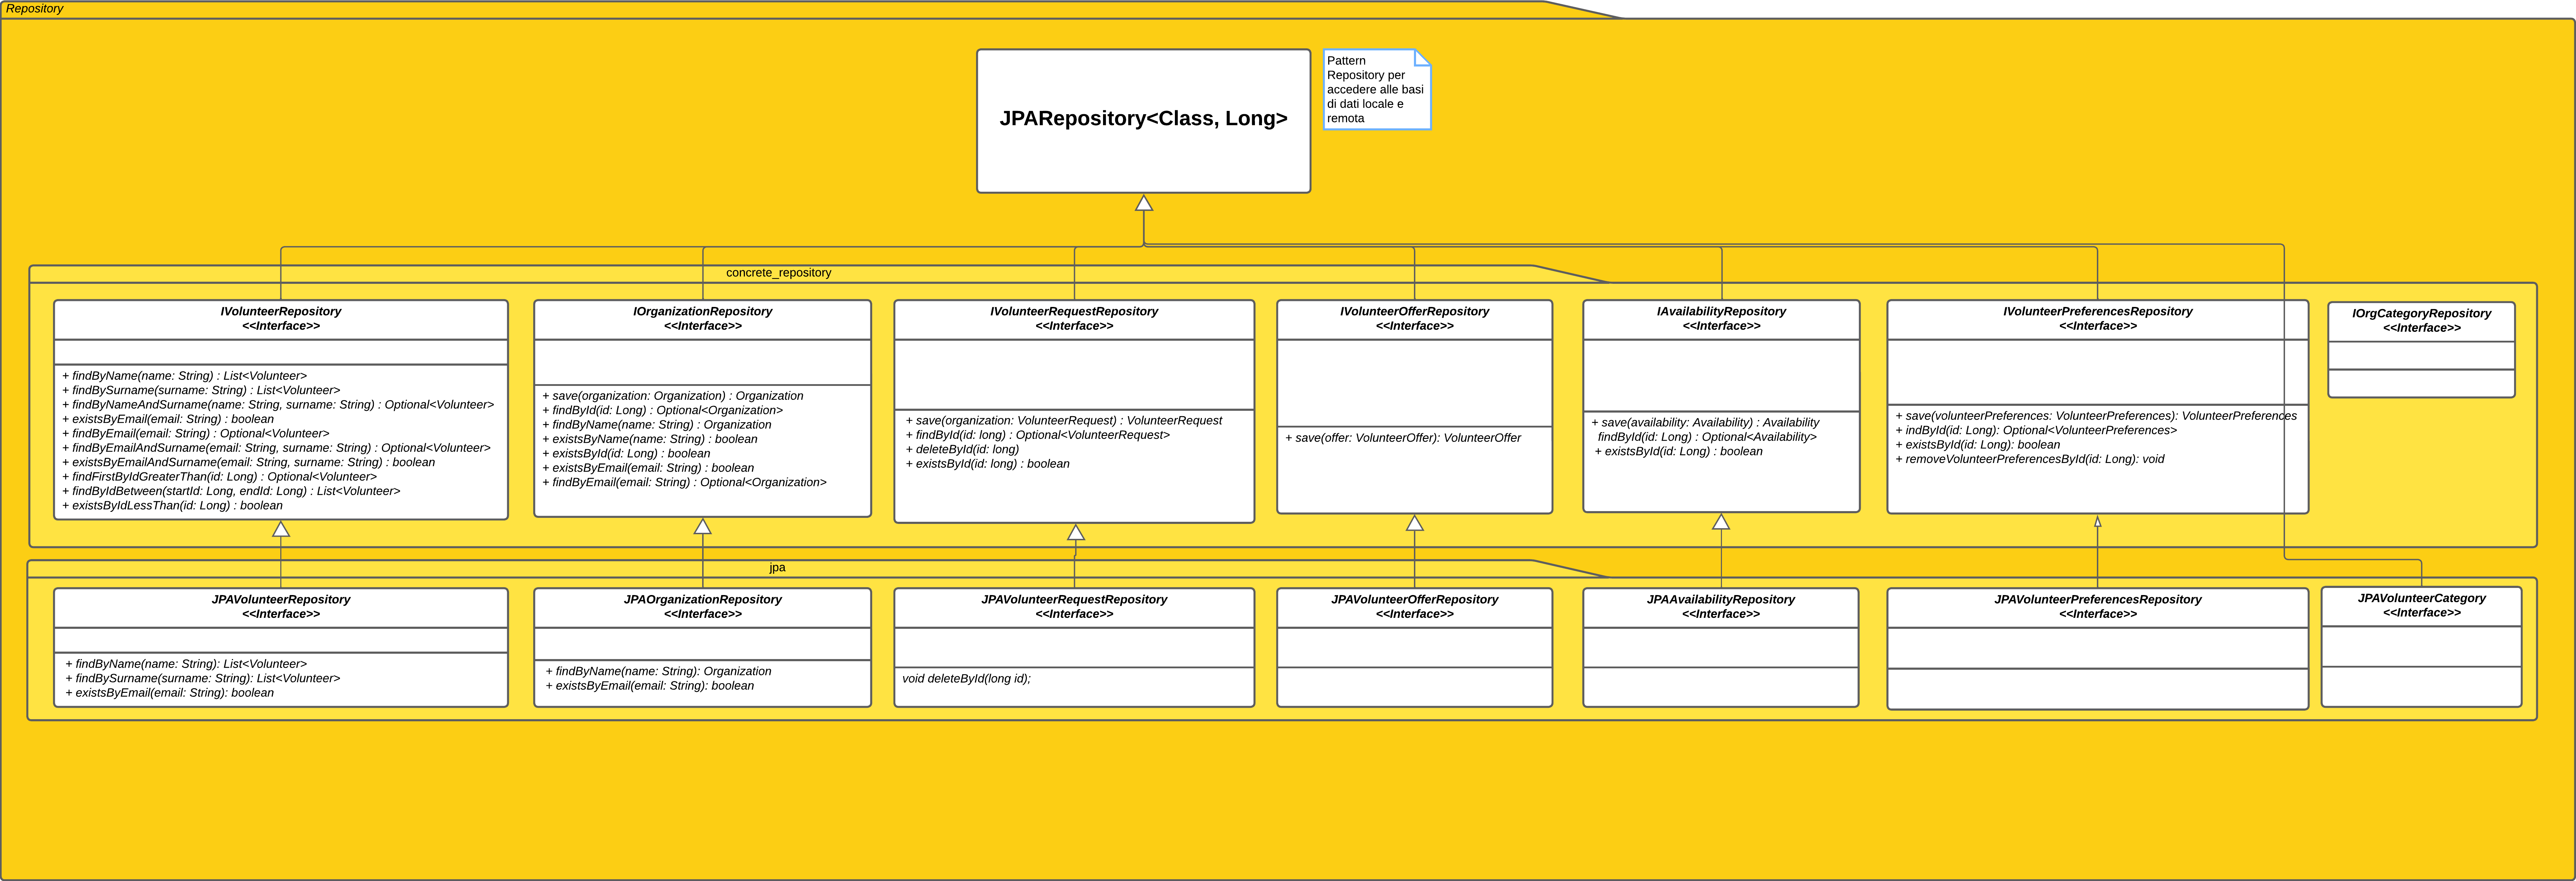 Repository
JPARepository<Class, Long>
Pattern
Repository per
accedere alle basi
di dati locale e
remota
concrete_repository
IVolunteerRepository
<<Interface>>
+ findByName(name: String) : List<Volunteer>
+ findBySurname(surname: String) : List<Volunteer>
+ findByNameAndSurname(name: String, surname: String) : Optional<Volunteer>
+ existsByEmail(email: String) : boolean
+ findByEmail(email: String) : Optional<Volunteer>
+ findByEmailAndSurname(email: String, surname: String) : Optional<Volunteer>
+ existsByEmailAndSurname(email: String, surname: String) : boolean
+ findFirstByIdGreaterThan(id: Long) : Optional<Volunteer>
+ findByIdBetween(startId: Long, endId: Long) : List<Volunteer>
+ existsByIdLessThan(id: Long) : boolean
IOrganizationRepository
<<Interface>>
+ save(organization: Organization) : Organization
+ findById(id: Long) : Optional<Organization>
+ findByName(name: String) : Organization
+ existsByName(name: String) : boolean
+ existsById(id: Long) : boolean
+ existsByEmail(email: String) : boolean
+ findByEmail(email: String) : Optional<Organization>
IVolunteerRequestRepository
<<Interface>>
+ save(organization: VolunteerRequest) : VolunteerRequest
+ findById(id: long) : Optional<VolunteerRequest>
+ deleteById(id: long)
+ existsById(id: long) : boolean
IVolunteerOfferRepository
<<Interface>>
+ save(offer: VolunteerOffer): VolunteerOffer
IAvailabilityRepository
<<Interface>>
+ save(availability: Availability) : Availability
findById(id: Long) : Optional<Availability>
+ existsById(id: Long) : boolean
IVolunteerPreferencesRepository
<<Interface>>
+ save(volunteerPreferences: VolunteerPreferences): VolunteerPreferences
+ indById(id: Long): Optional<VolunteerPreferences>
+ existsById(id: Long): boolean
+ removeVolunteerPreferencesById(id: Long): void
IOrgCategoryRepository
<<Interface>>
jpa
JPAVolunteerRepository
<<Interface>>
+ findByName(name: String): List<Volunteer>
+ findBySurname(surname: String): List<Volunteer>
+ existsByEmail(email: String): boolean
JPAOrganizationRepository
<<Interface>>
+ findByName(name: String): Organization
+ existsByEmail(email: String): boolean
JPAVolunteerRequestRepository
<<Interface>>
void deleteById(long id);
JPAVolunteerOfferRepository
<<Interface>>
JPAAvailabilityRepository
<<Interface>>
JPAVolunteerPreferencesRepository
<<Interface>>
JPAVolunteerCategory
<<Interface>>